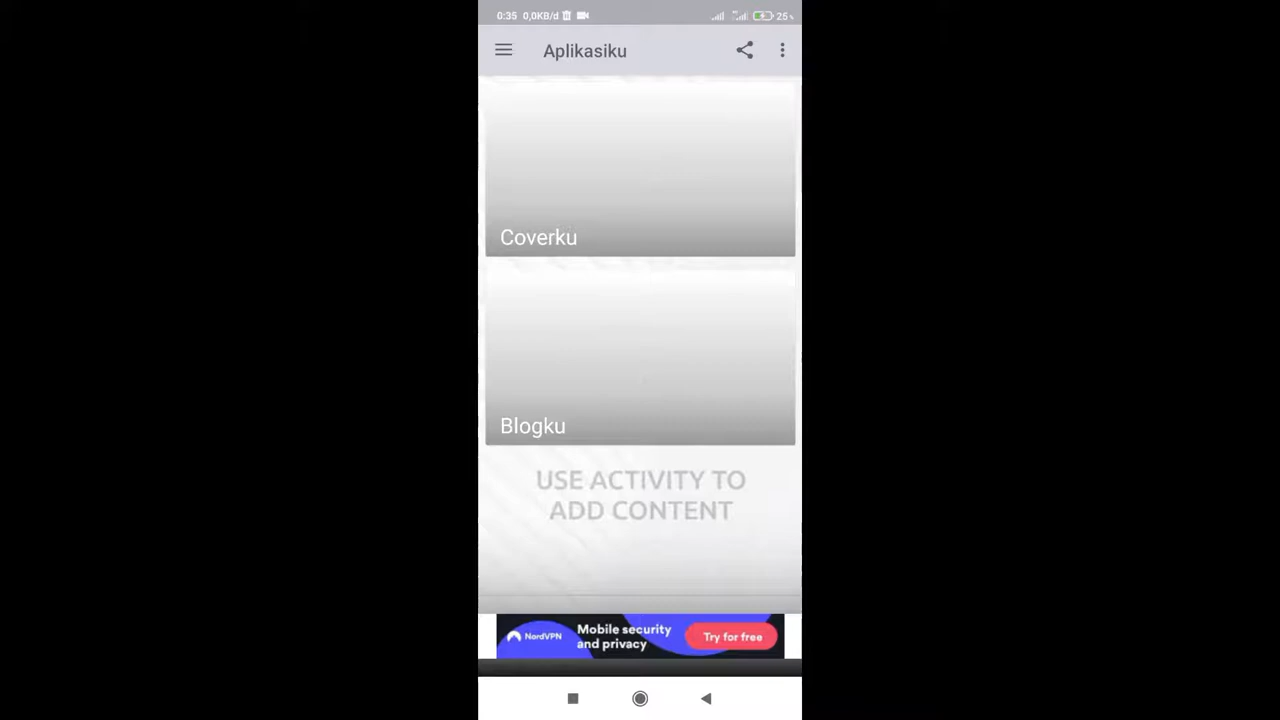 0:35 0,0KB/d 25%
Aplikasiku
Coverku
Blogku
USE ACTIVITY TO
ADD CONTENT
NordVPN
Mobile security
and privacy
Try for free